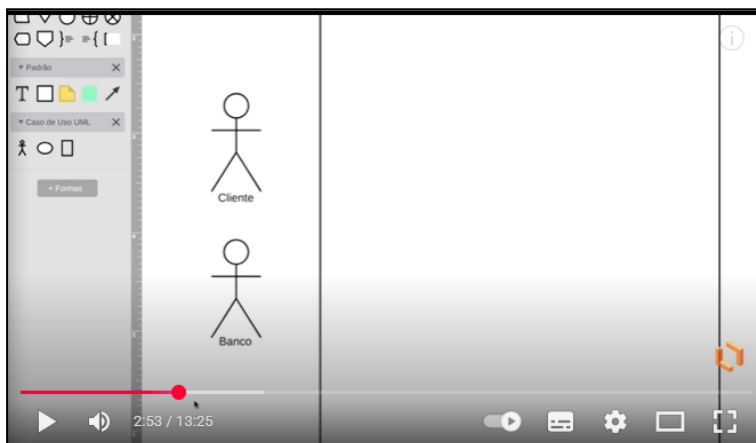 Padrão
T
Caso de Uso UML
+ Formas
Cliente
Banco
2:53 / 13:25